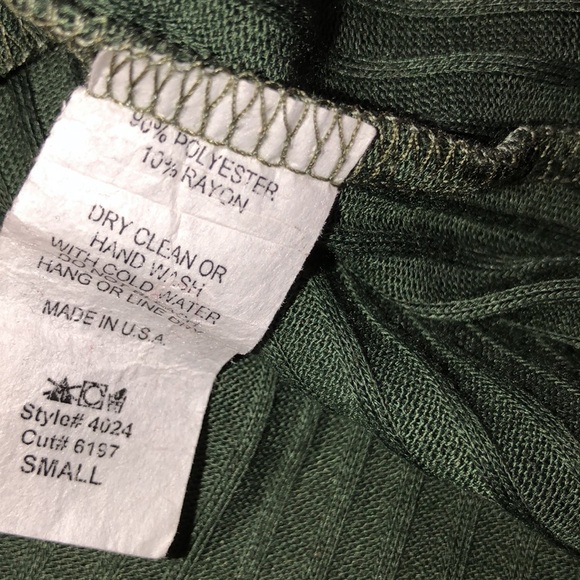 90% POLYESTER
10% RAYON
DRY CLEAN OR
HAND WASH
WITH COLD WATER
HANG OR LINE
MADE IN U.S.A.
Style# 4024
Cut# 6197
SMALL